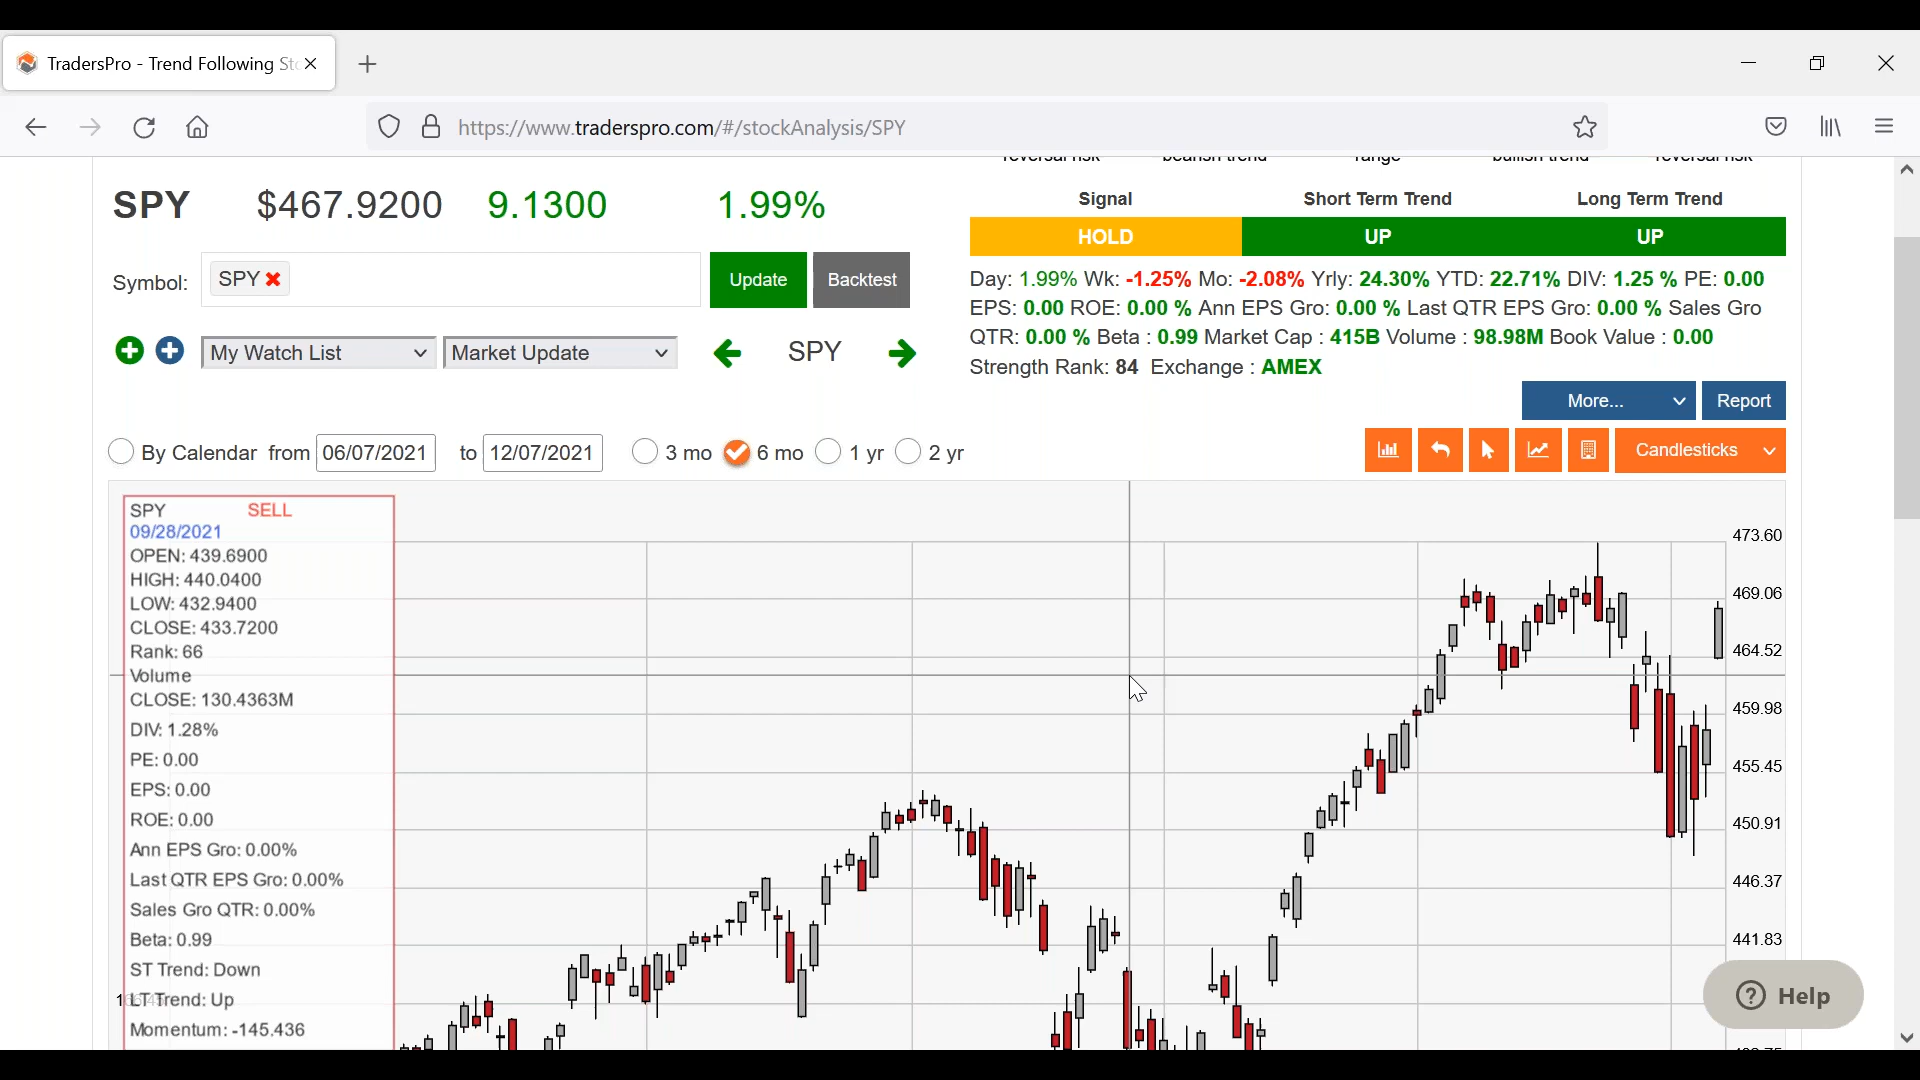 TradersPro - Trend Following Sto
https://www.traderspro.com/#/stockAnalysis/SPY
reversal risk bearish trend range bullish trend reversal risk
SPY $467.9200 9.1300 1.99%
Signal Short Term Trend Long Term Trend
HOLD UP UP
Symbol: SPY Update Backtest
Day: 1.99% Wk: -1.25% Mo: -2.08% Yrly: 24.30% YTD: 22.71% DIV: 1.25 % PE: 0.00
EPS: 0.00 ROE: 0.00 % Ann EPS Gro: 0.00 % Last QTR EPS Gro: 0.00 % Sales Gro
QTR: 0.00 % Beta : 0.99 Market Cap : 415B Volume : 98.98M Book Value : 0.00
Strength Rank: 84 Exchange : AMEX
My Watch List Market Update SPY
More... Report
By Calendar from 06/07/2021 to 12/07/2021 3 mo 6 mo 1 yr 2 yr
Candlesticks
SPY SELL
09/28/2021
OPEN: 439.6900
HIGH: 440.0400
LOW: 432.9400
CLOSE: 433.7200
Rank: 66
Volume
CLOSE: 130.4363M
DIV: 1.28%
PE: 0.00
EPS: 0.00
ROE: 0.00
Ann EPS Gro: 0.00%
Last QTR EPS Gro: 0.00%
Sales Gro QTR: 0.00%
Beta: 0.99
ST Trend: Down
LT Trend: Up
Momentum: -145.436
473.60
469.06
464.52
459.98
455.45
450.91
446.37
441.83
Help